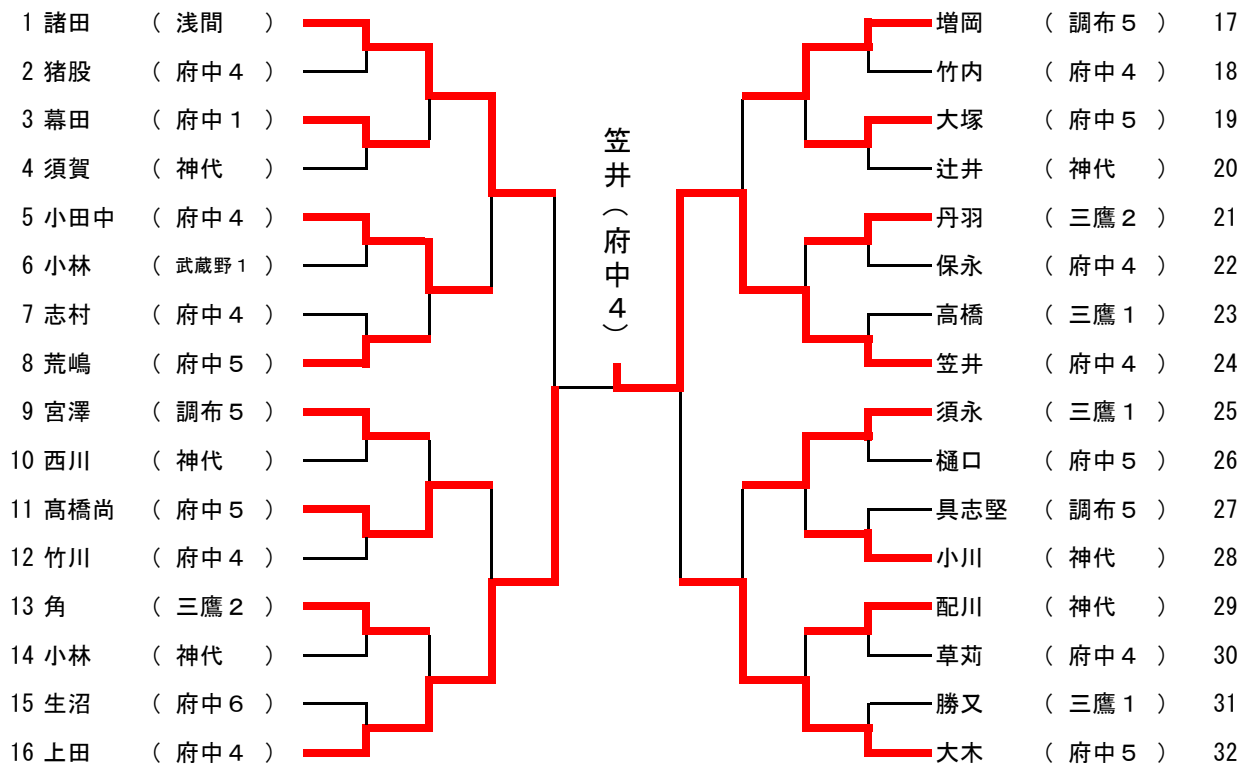 1 諸田 （ 浅間 ）
2 猪股 （ 府中４ ）
3 幕田 （ 府中１ ）
4 須賀 （ 神代 ）
5 小田中 （ 府中４ ）
6 小林 （ 武蔵野１ ）
7 志村 （ 府中４ ）
8 荒嶋 （ 府中５ ）
9 宮澤 （ 調布５ ）
10 西川 （ 神代 ）
11 髙橋尚 （ 府中５ ）
12 竹川 （ 府中４ ）
13 角 （ 三鷹２ ）
14 小林 （ 神代 ）
15 生沼 （ 府中６ ）
16 上田 （ 府中４ ）
笠井（府中４）
増岡 （ 調布５ ） 17
竹内 （ 府中４ ） 18
大塚 （ 府中５ ） 19
辻井 （ 神代 ） 20
丹羽 （ 三鷹２ ） 21
保永 （ 府中４ ） 22
高橋 （ 三鷹１ ） 23
笠井 （ 府中４ ） 24
須永 （ 三鷹１ ） 25
樋口 （ 府中５ ） 26
具志堅 （ 調布５ ） 27
小川 （ 神代 ） 28
配川 （ 神代 ） 29
草苅 （ 府中４ ） 30
勝又 （ 三鷹１ ） 31
大木 （ 府中５ ） 32